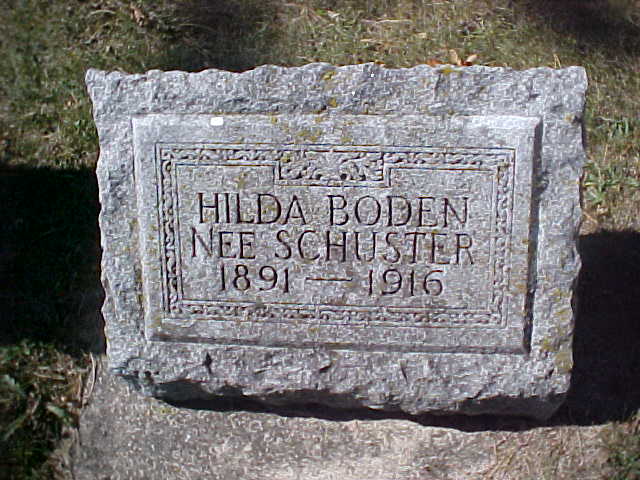 HILDA BODEN
NEE SCHUSTER
1891 — 1916